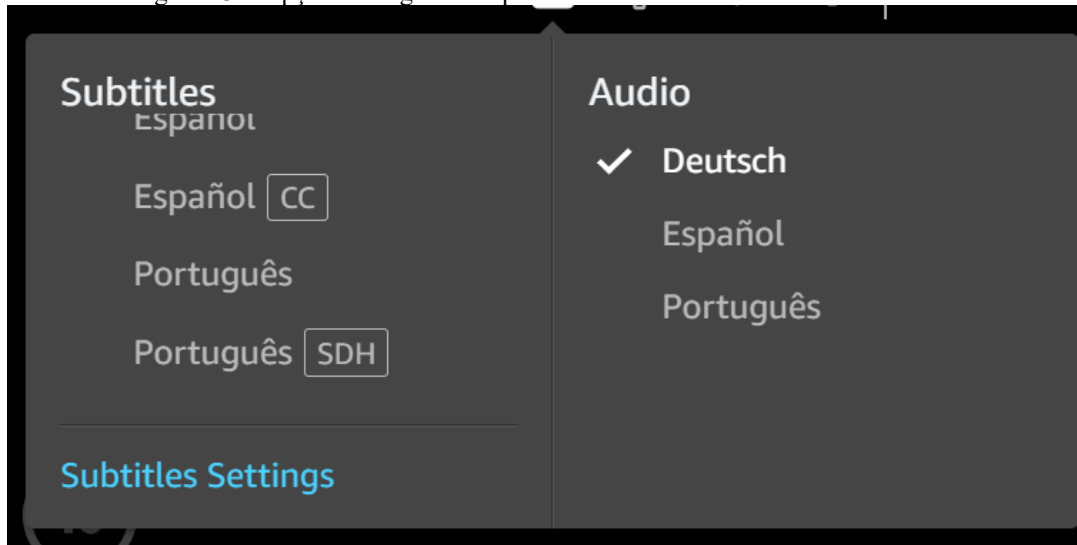 Subtitles
Español
Español CC
Português
Português SDH
Subtitles Settings
Audio
Deutsch
Español
Português